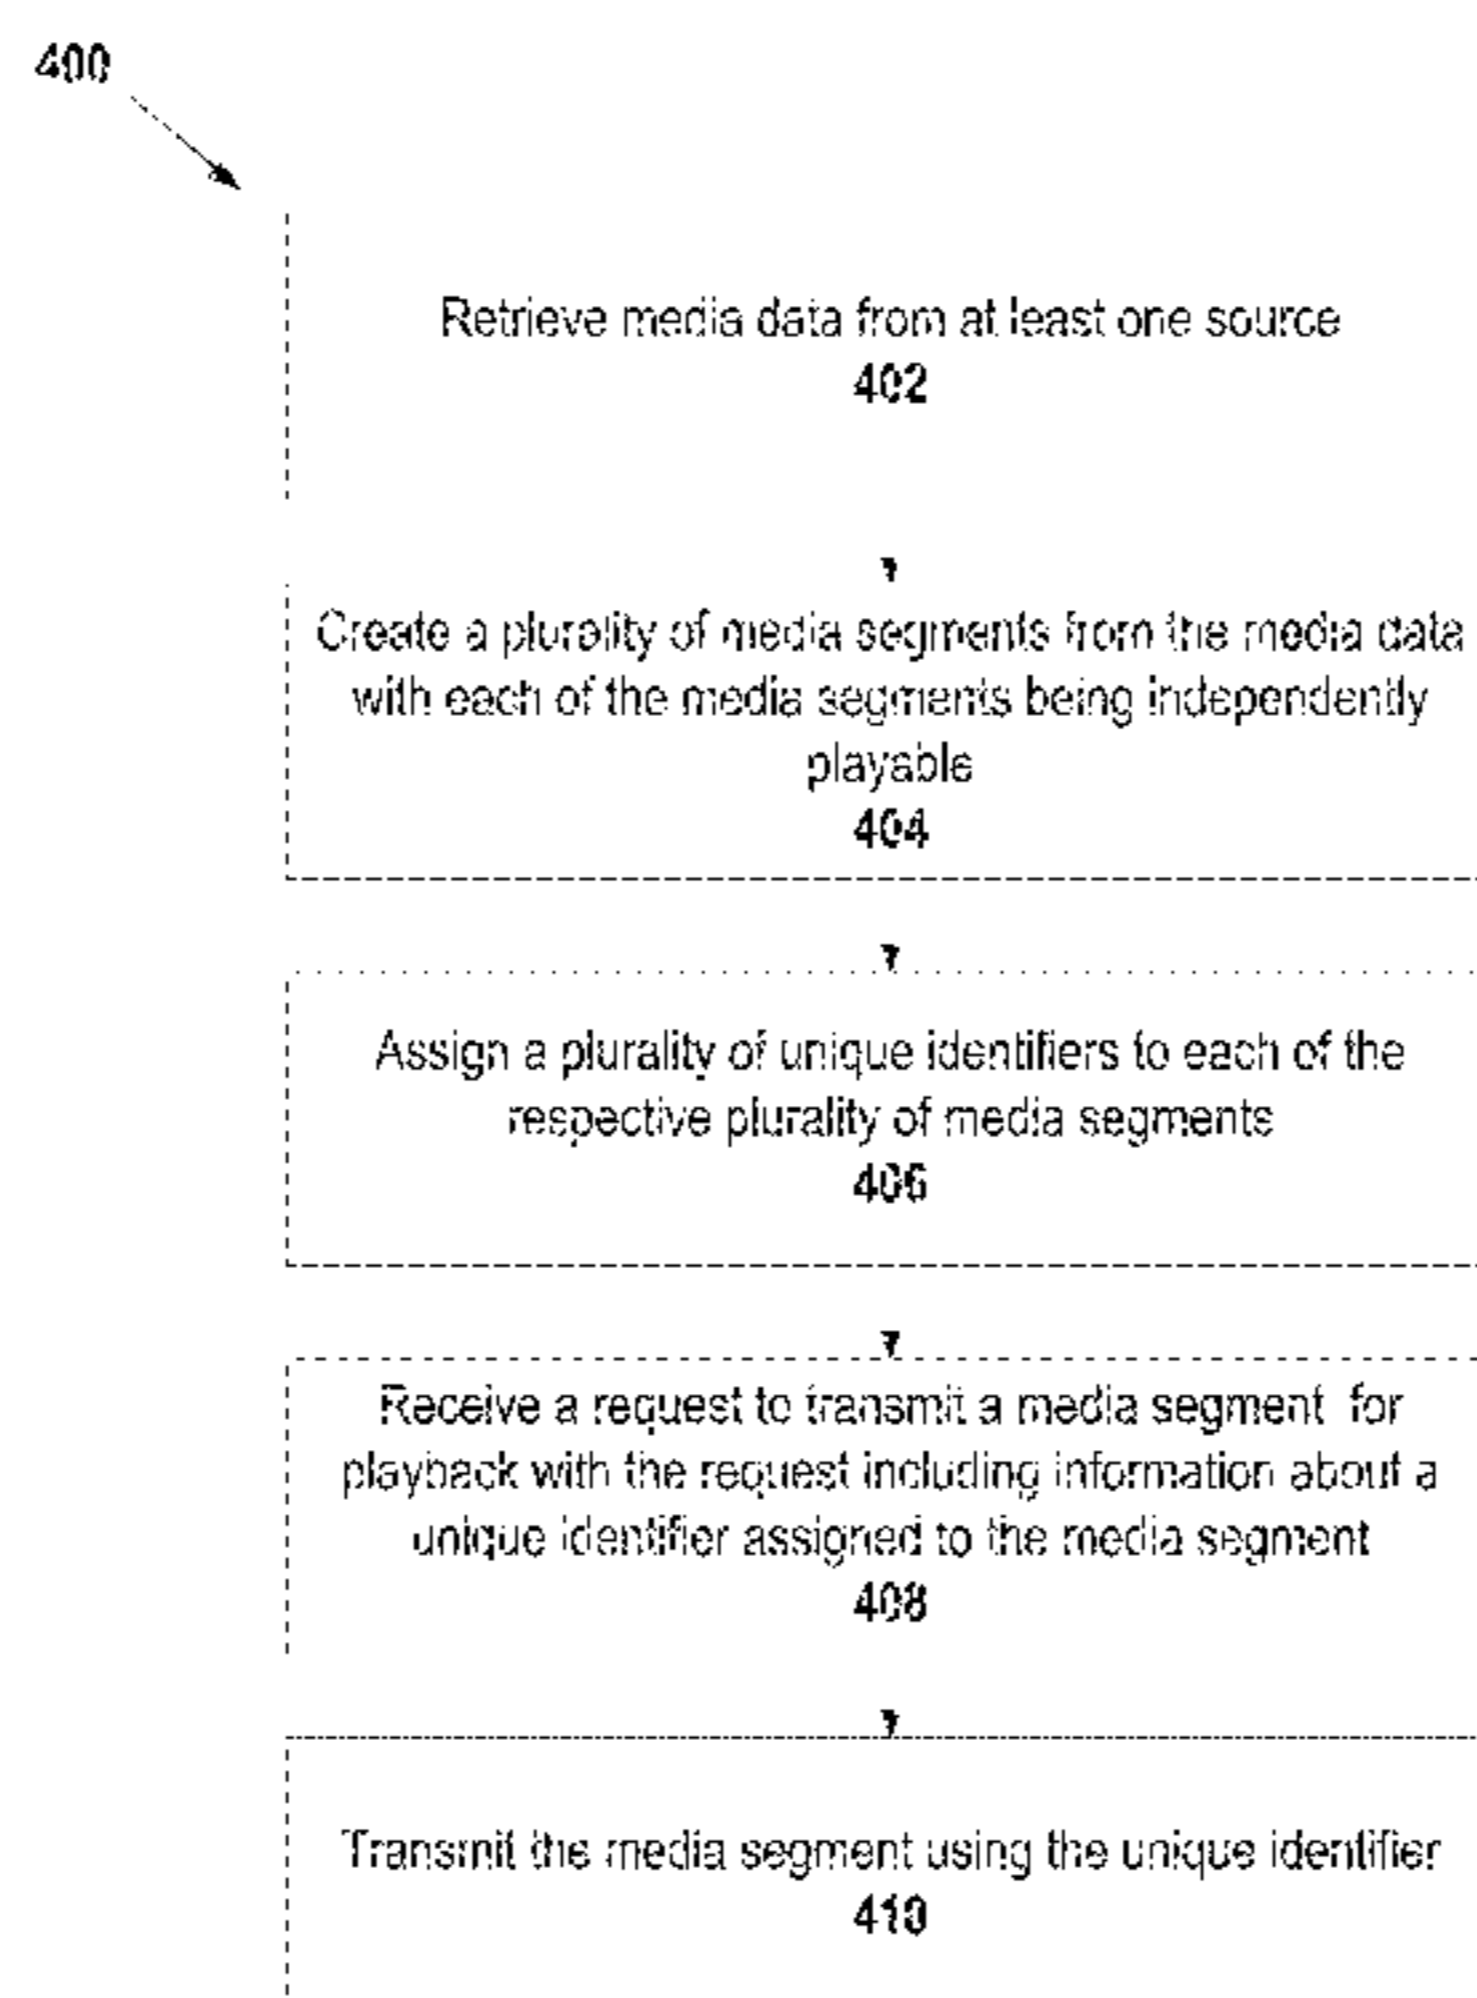 400
Retrieve media data from at least one source
402
Create a plurality of media segments from the media data
with each of the media segments being independently
playable
404
Assign a plurality of unique identifiers to each of the
respective plurality of media segments
406
Receive a request to transmit a media segment for
playback with the request including information about a
unique identifier assigned to the media segment
408
Transmit the media segment using the unique identifier
410